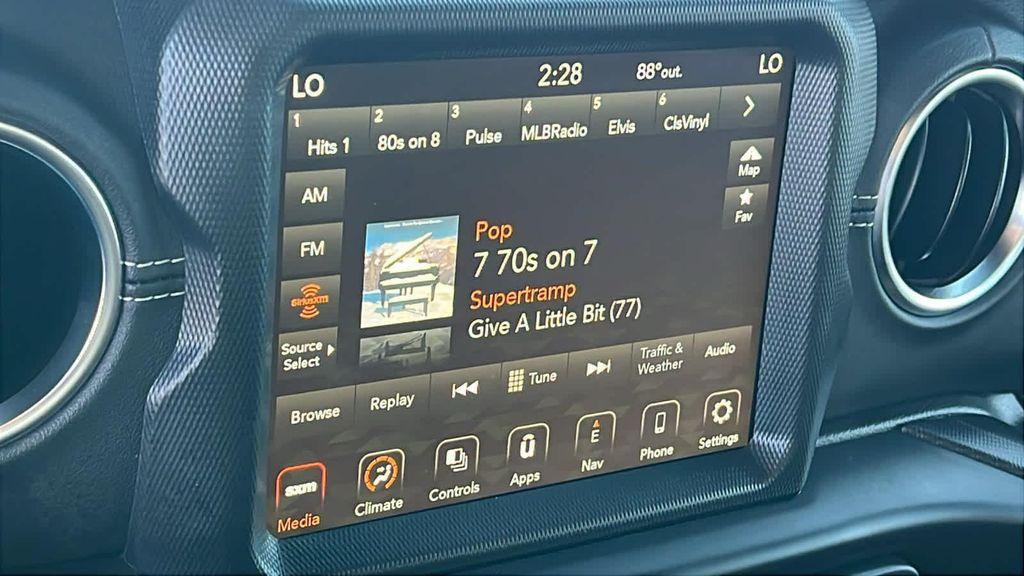 LO 2:28 88°out. LO
1 2 3 4 5 6
Hits 1 80s on 8 Pulse MLBRadio Elvis ClsVinyl
AM
Map
FM
Fav
SiriusXM
Pop
7 70s on 7
Supertramp
Give A Little Bit (77)
Source
Select
Browse Replay Tune Traffic &
Weather Audio
sxm
Media Climate Controls Apps E
Nav Phone Settings